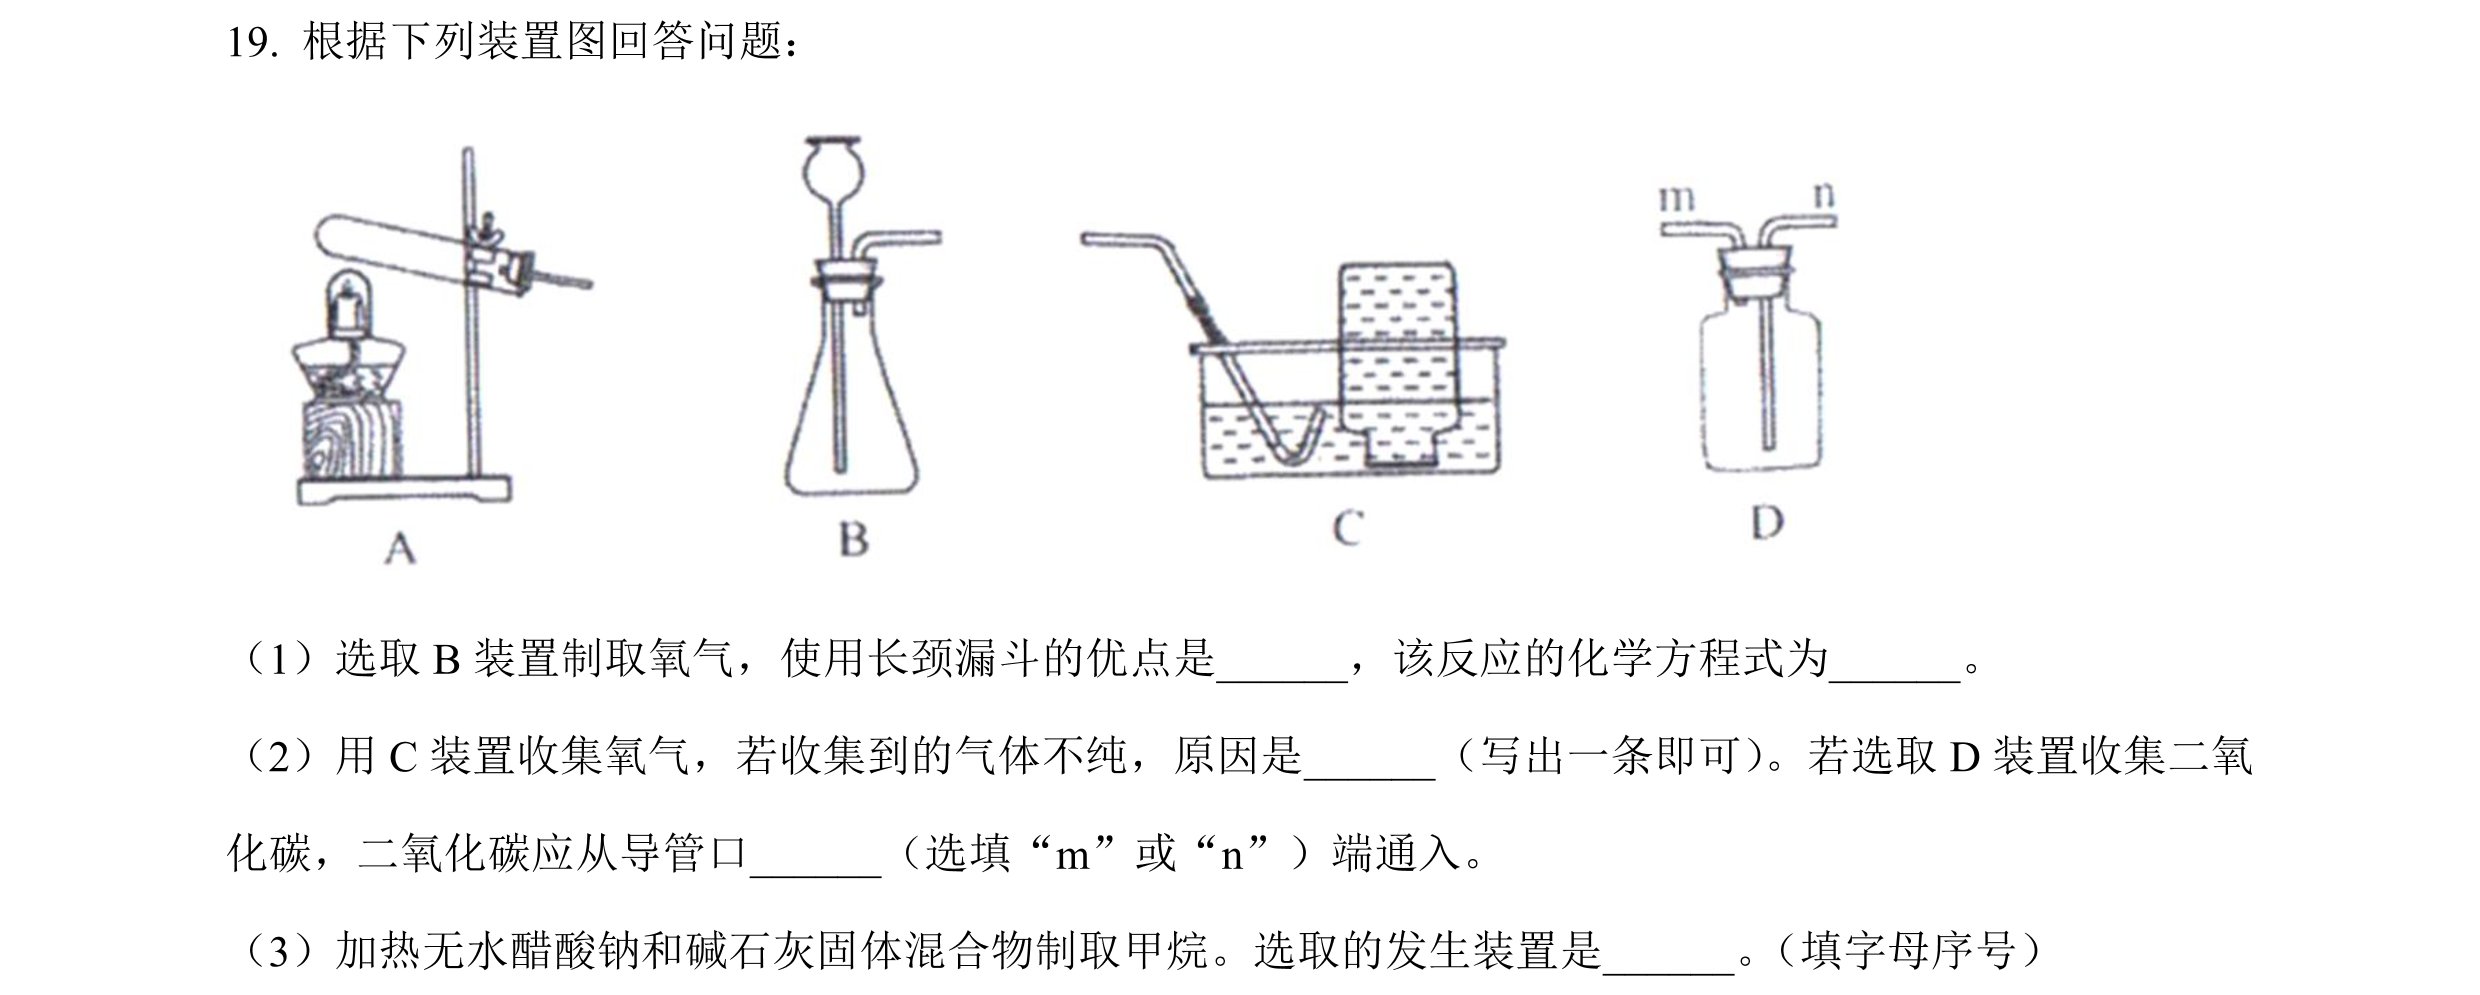 19. 根据下列装置图回答问题：
m n
A B C D
（1）选取 B 装置制取氧气，使用长颈漏斗的优点是______，该反应的化学方程式为______。
（2）用 C 装置收集氧气，若收集到的气体不纯，原因是______（写出一条即可）。若选取 D 装置收集二氧
化碳，二氧化碳应从导管口______（选填“m”或“n”）端通入。
（3）加热无水醋酸钠和碱石灰固体混合物制取甲烷。选取的发生装置是______。（填字母序号）